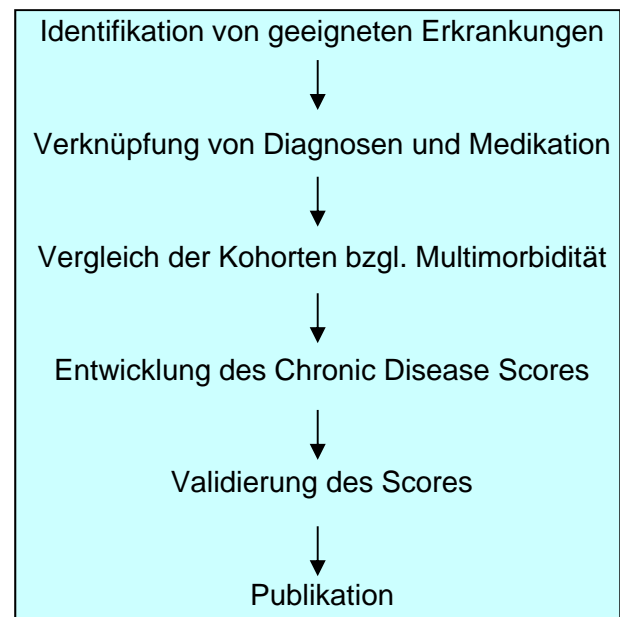 Identifikation von geeigneten Erkrankungen
Verknüpfung von Diagnosen und Medikation
Vergleich der Kohorten bzgl. Multimorbidität
Entwicklung des Chronic Disease Scores
Validierung des Scores
Publikation